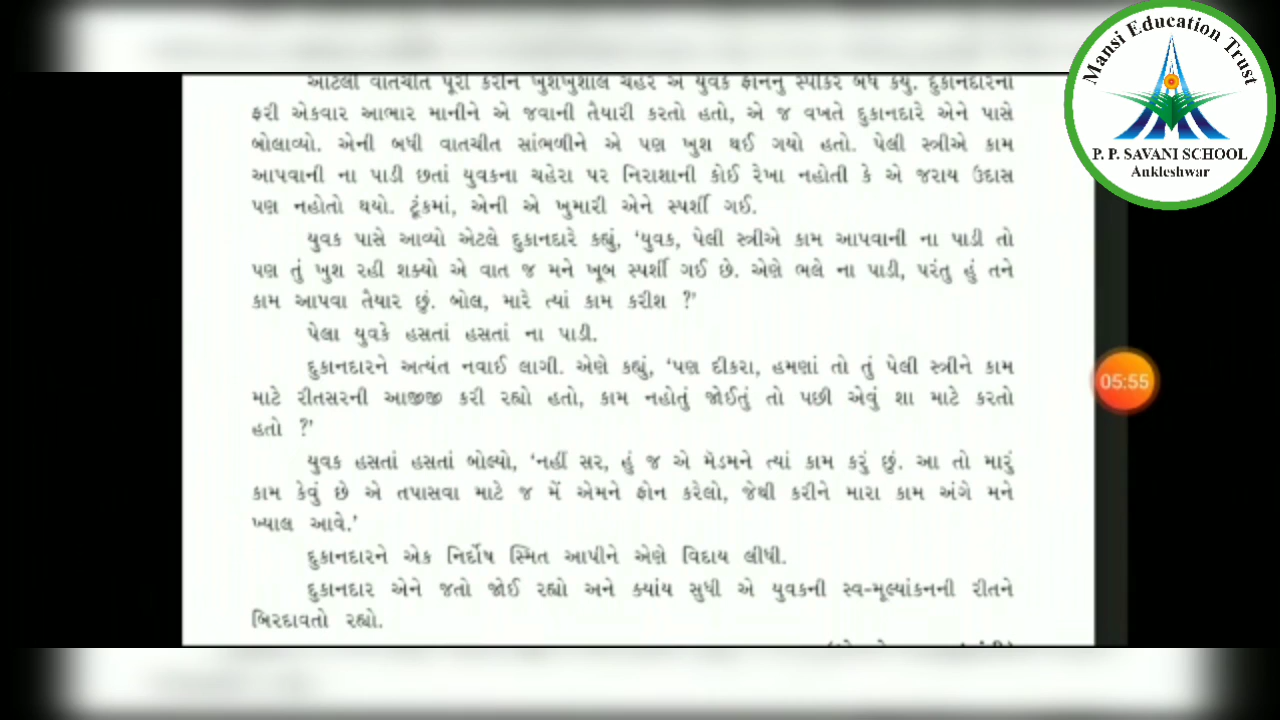 આટલી વાતચીત પૂરી કરીને ખુશખુશાલ ચહેરે એ યુવકે ફોનનું સ્પીકર બંધ કર્યું. દુકાનદારનો
ફરી એકવાર આભાર માનીને એ જવાની તૈયારી કરતો હતો, એ જ વખતે દુકાનદારે એને પાસે
બોલાવ્યો. એની બધી વાતચીત સાંભળીને એ પણ ખુશ થઈ ગયો હતો. પેલી સ્ત્રીએ કામ
આપવાની ના પાડી છતાં યુવકના ચહેરા પર નિરાશાની કોઈ રેખા નહોતી કે એ જરાય ઉદાસ
પણ નહોતો થયો. ટૂંકમાં, એની એ ખુમારી એને સ્પર્શી ગઈ.
યુવક પાસે આવ્યો એટલે દુકાનદારે કહ્યું, ‘યુવક, પેલી સ્ત્રીએ કામ આપવાની ના પાડી તો
પણ તું ખુશ રહી શક્યો એ વાત જ મને ખૂબ સ્પર્શી ગઈ છે. એણે ભલે ના પાડી, પરંતુ હું તને
કામ આપવા તૈયાર છું. બોલ, મારે ત્યાં કામ કરીશ ?’
પેલા યુવકે હસતાં હસતાં ના પાડી.
દુકાનદારને અત્યંત નવાઈ લાગી. એણે કહ્યું, ‘પણ દીકરા, હમણાં તો તું પેલી સ્ત્રીને કામ
માટે રીતસરની આજીજી કરી રહ્યો હતો, કામ નહોતું જોઈતું તો પછી એવું શા માટે કરતો
હતો ?’
યુવક હસતાં હસતાં બોલ્યો, ‘નહીં સર, હું જ એ મૅડમને ત્યાં કામ કરું છું. આ તો મારું
કામ કેવું છે એ તપાસવા માટે જ મેં એમને ફોન કરેલો, જેથી કરીને મારા કામ અંગે મને
ખ્યાલ આવે.’
દુકાનદારને એક નિર્દોષ સ્મિત આપીને એણે વિદાય લીધી.
દુકાનદાર એને જતો જોઈ રહ્યો અને ક્યાંય સુધી એ યુવકની સ્વ-મૂલ્યાંકનની રીતને
બિરદાવતો રહ્યો.
Mansi Education Trust
P. P. SAVANI SCHOOL
Ankleshwar
05:55